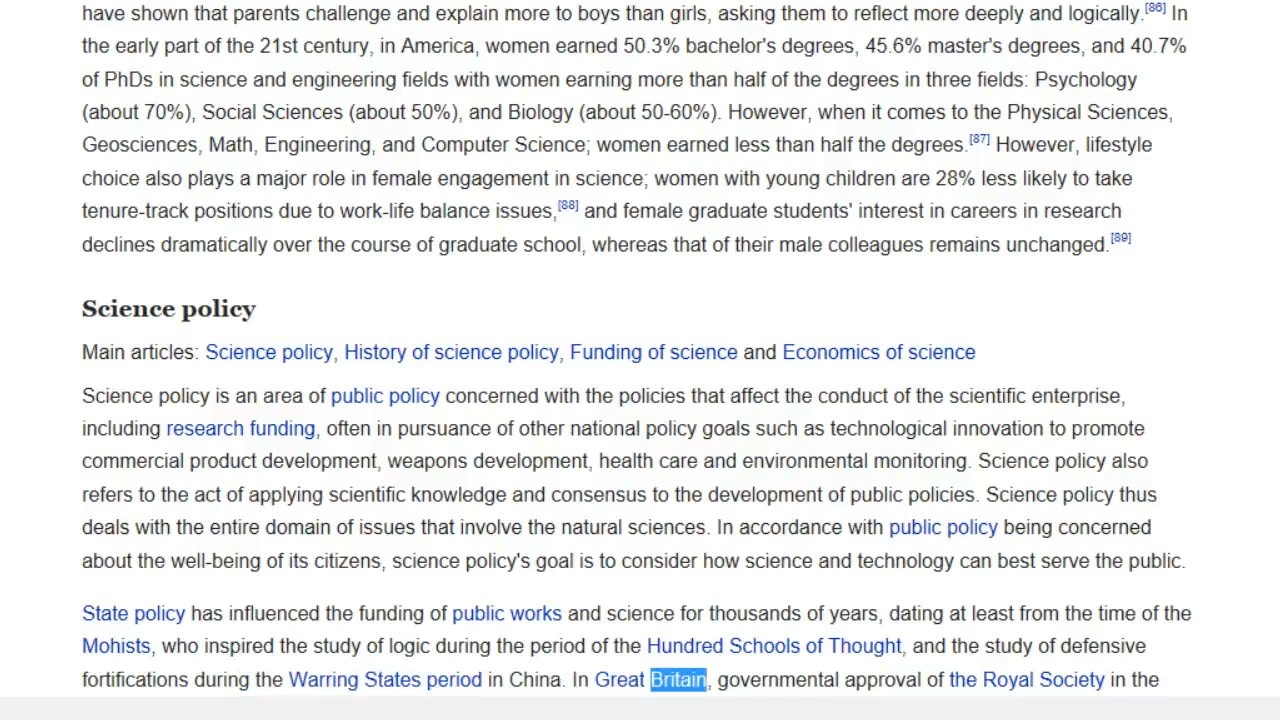 have shown that parents challenge and explain more to boys than girls, asking them to reflect more deeply and logically.[86] In
the early part of the 21st century, in America, women earned 50.3% bachelor's degrees, 45.6% master's degrees, and 40.7%
of PhDs in science and engineering fields with women earning more than half of the degrees in three fields: Psychology
(about 70%), Social Sciences (about 50%), and Biology (about 50-60%). However, when it comes to the Physical Sciences,
Geosciences, Math, Engineering, and Computer Science; women earned less than half the degrees.[87] However, lifestyle
choice also plays a major role in female engagement in science; women with young children are 28% less likely to take
tenure-track positions due to work-life balance issues,[88] and female graduate students' interest in careers in research
declines dramatically over the course of graduate school, whereas that of their male colleagues remains unchanged.[89]
Science policy
Main articles: Science policy, History of science policy, Funding of science and Economics of science
Science policy is an area of public policy concerned with the policies that affect the conduct of the scientific enterprise,
including research funding, often in pursuance of other national policy goals such as technological innovation to promote
commercial product development, weapons development, health care and environmental monitoring. Science policy also
refers to the act of applying scientific knowledge and consensus to the development of public policies. Science policy thus
deals with the entire domain of issues that involve the natural sciences. In accordance with public policy being concerned
about the well-being of its citizens, science policy's goal is to consider how science and technology can best serve the public.
State policy has influenced the funding of public works and science for thousands of years, dating at least from the time of the
Mohists, who inspired the study of logic during the period of the Hundred Schools of Thought, and the study of defensive
fortifications during the Warring States period in China. In Great Britain, governmental approval of the Royal Society in the